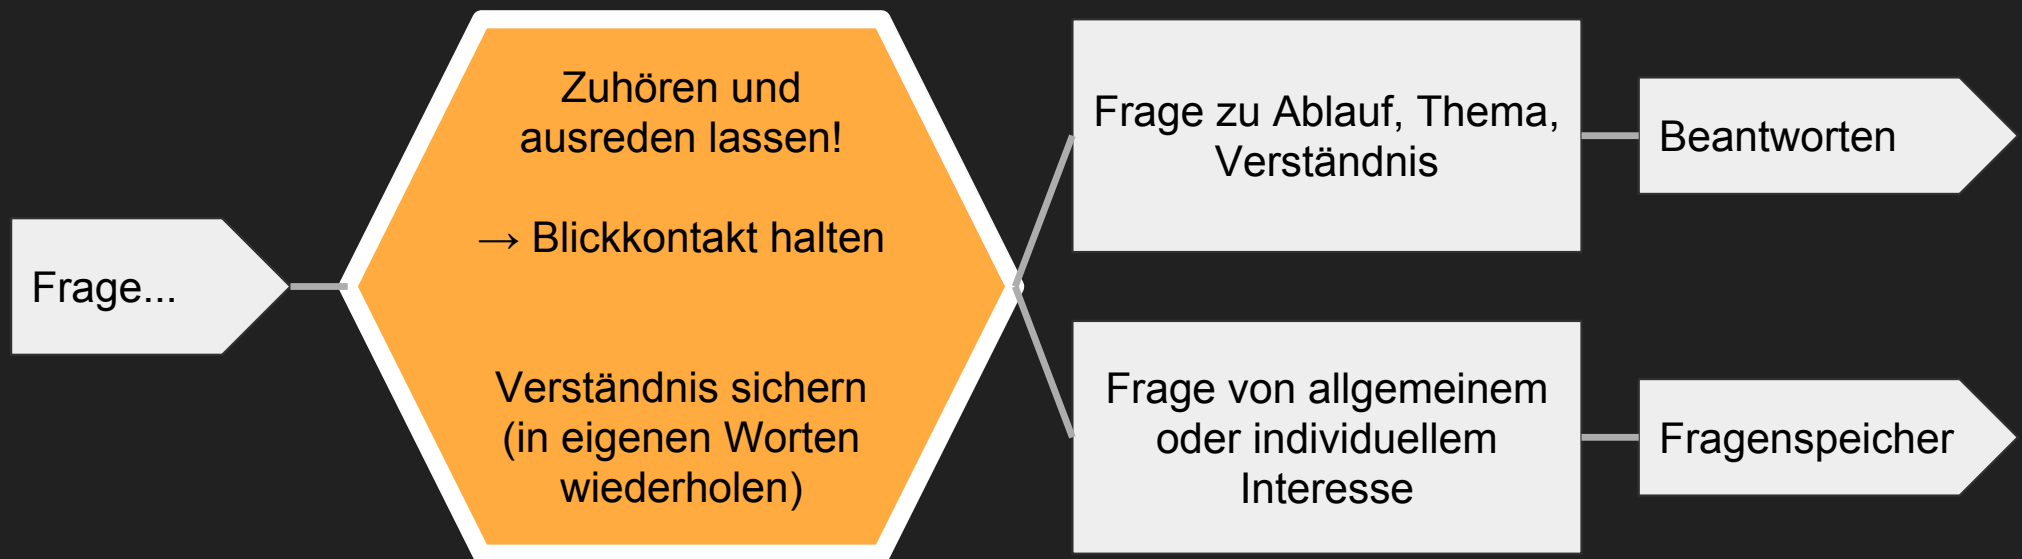 Frage...
Zuhören und
ausreden lassen!
→ Blickkontakt halten
Verständnis sichern
(in eigenen Worten
wiederholen)
Frage zu Ablauf, Thema,
Verständnis
Beantworten
Frage von allgemeinem
oder individuellem
Interesse
Fragenspeicher